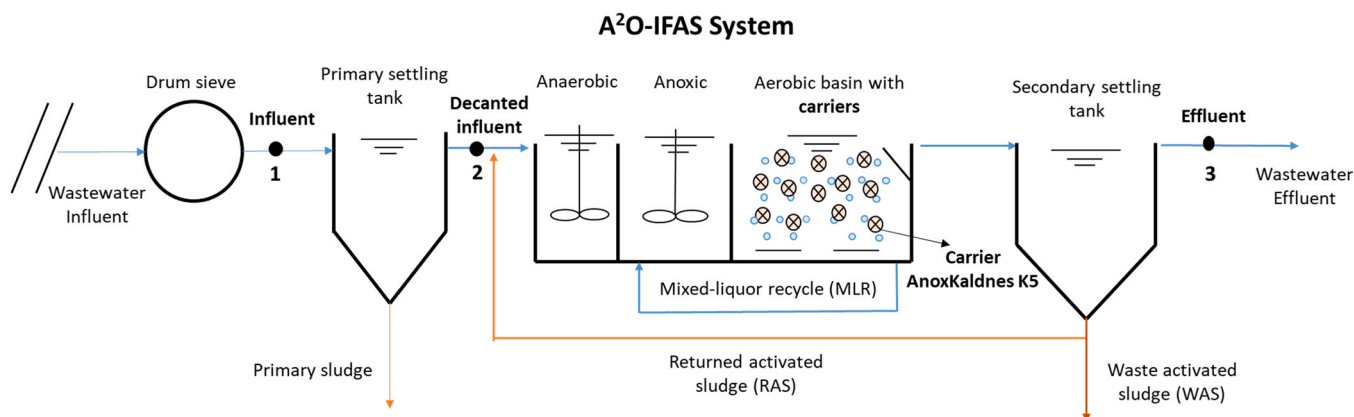 A²O-IFAS System
Drum sieve
Primary settling
tank
Anaerobic
Anoxic
Aerobic basin with
carriers
Secondary settling
tank
Influent
Decanted
influent
Effluent
1
2
3
Wastewater
Influent
Wastewater
Effluent
Carrier
AnoxKaldnes K5
Mixed-liquor recycle (MLR)
Primary sludge
Returned activated
sludge (RAS)
Waste activated
sludge (WAS)